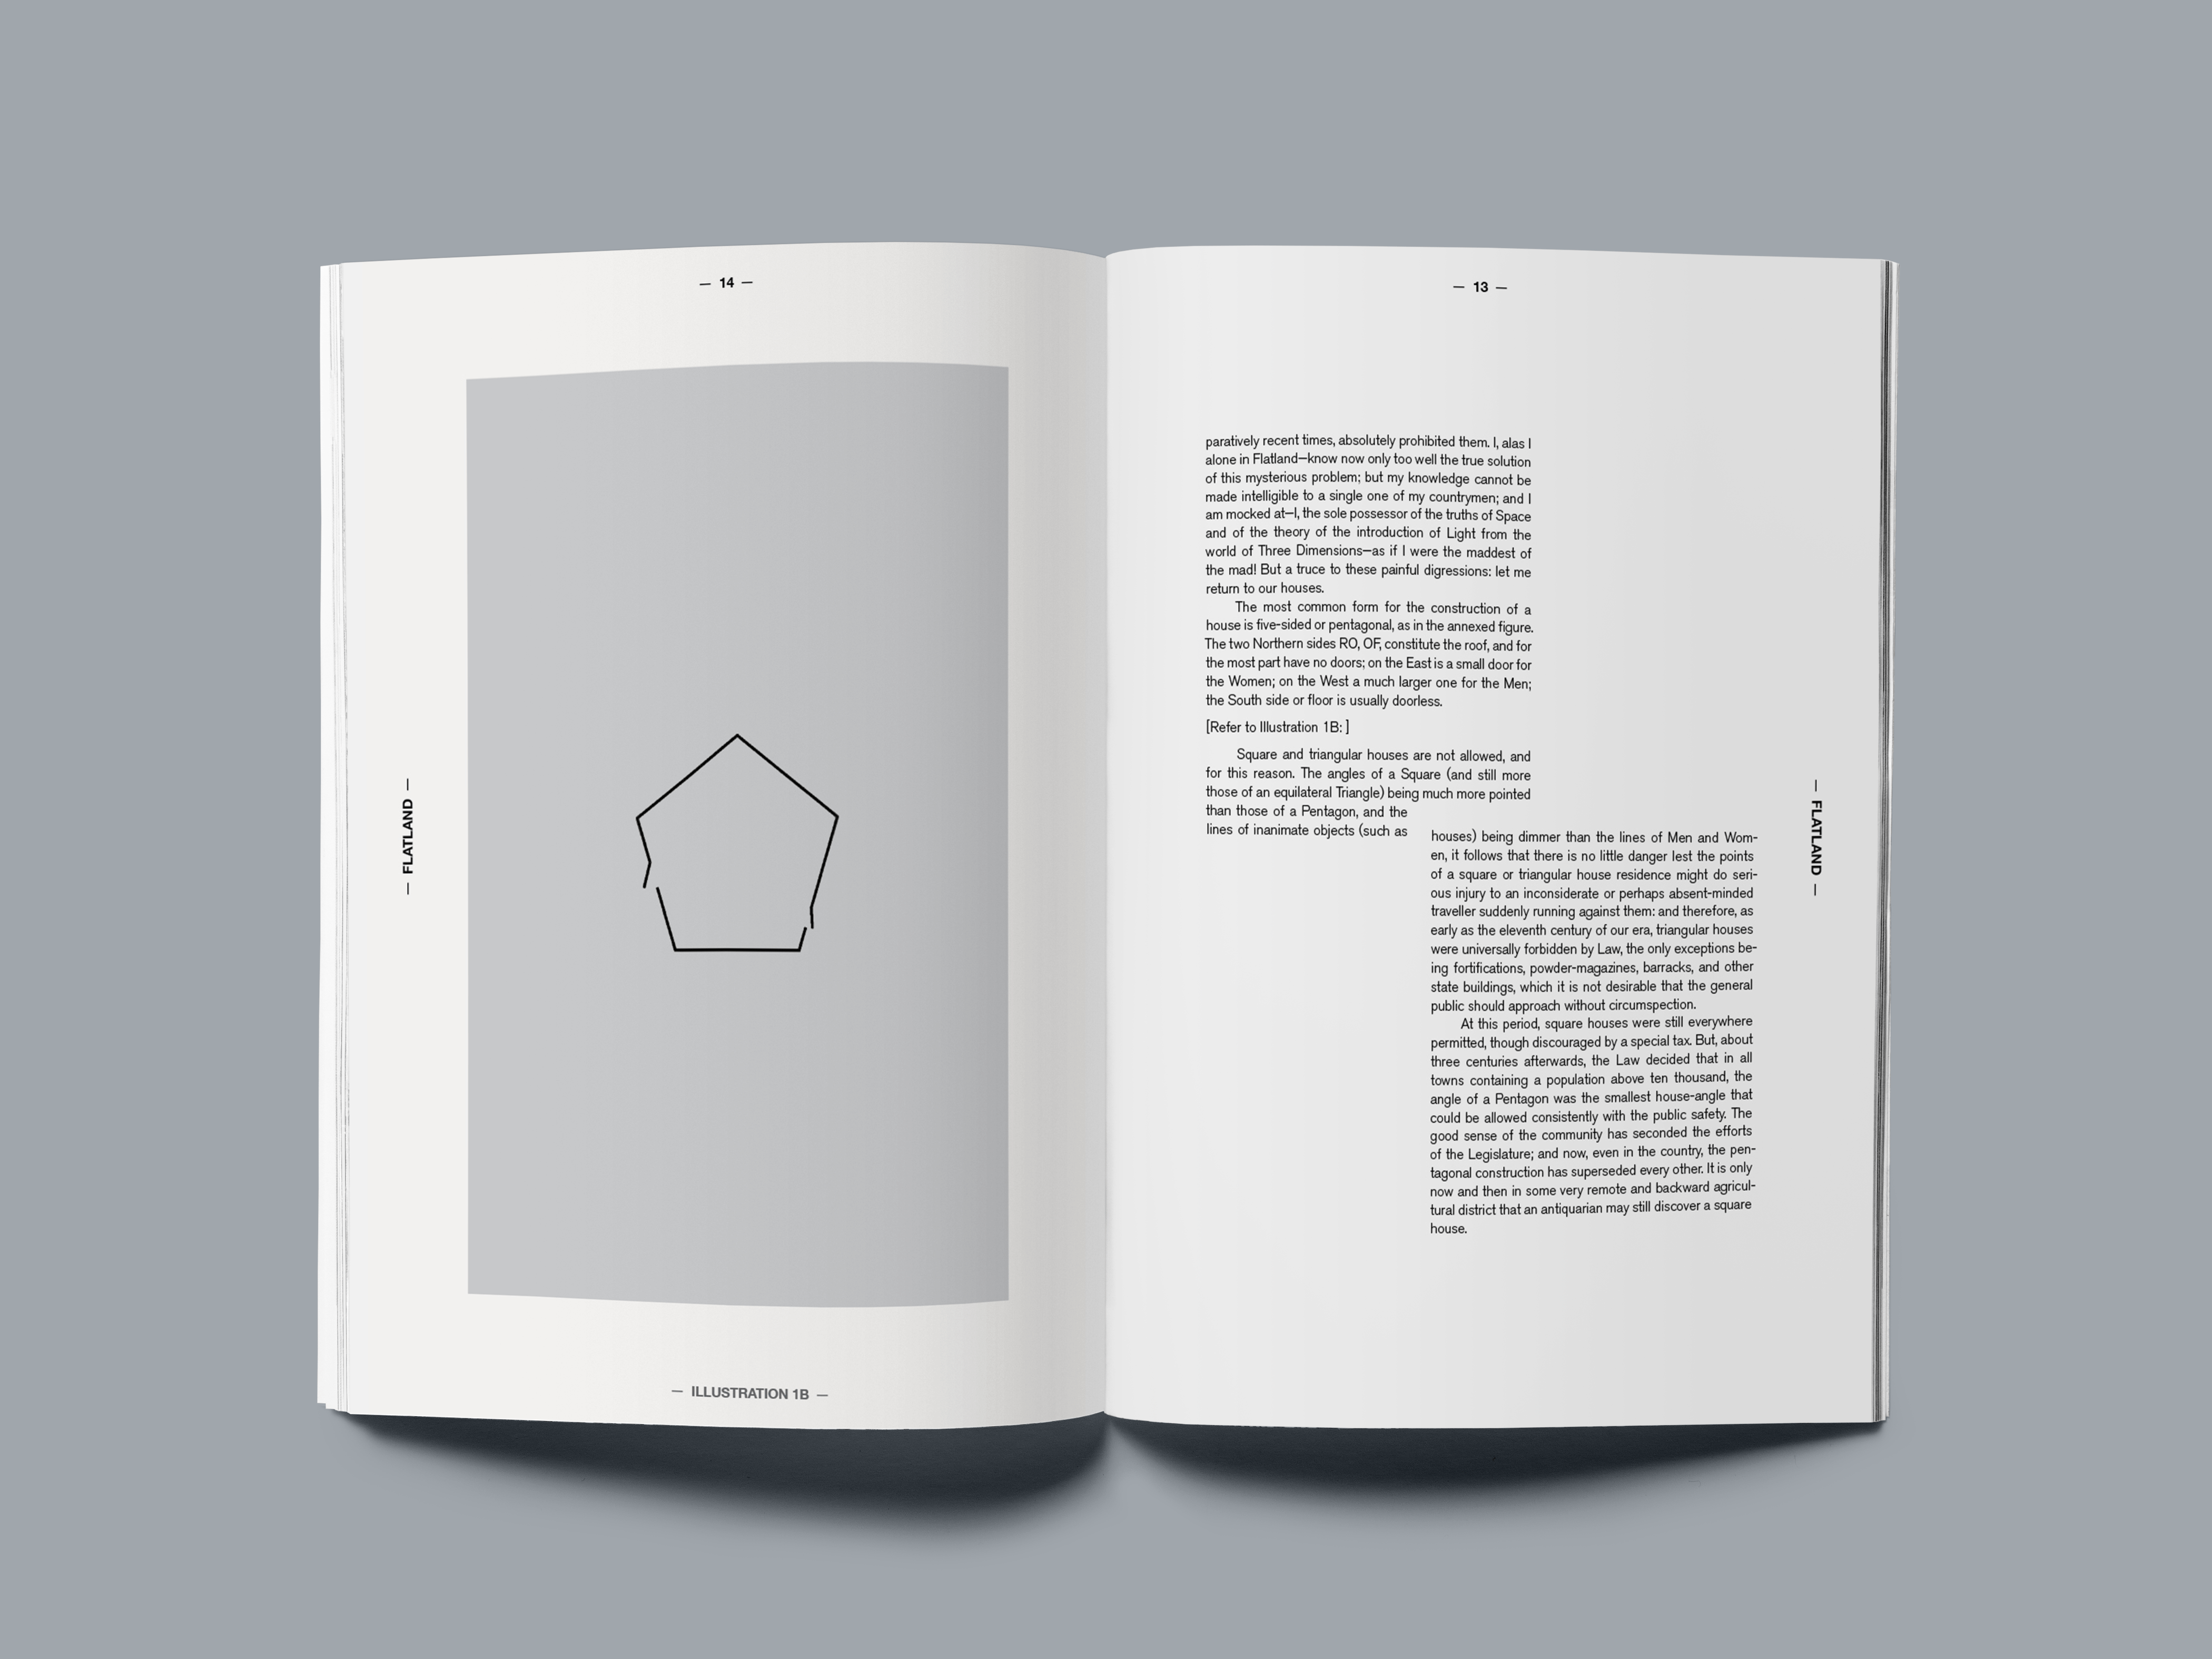 — 14 —
— FLATLAND —
— ILLUSTRATION 1B —
— 13 —
paratively recent times, absolutely prohibited them. I, alas I
alone in Flatland—know now only too well the true solution
of this mysterious problem; but my knowledge cannot be
made intelligible to a single one of my countrymen; and I
am mocked at—I, the sole possessor of the truths of Space
and of the theory of the introduction of Light from the
world of Three Dimensions—as if I were the maddest of
the mad! But a truce to these painful digressions: let me
return to our houses.
The most common form for the construction of a
house is five-sided or pentagonal, as in the annexed figure.
The two Northern sides RO, OF, constitute the roof, and for
the most part have no doors; on the East is a small door for
the Women; on the West a much larger one for the Men;
the South side or floor is usually doorless.
[Refer to Illustration 1B: ]
Square and triangular houses are not allowed, and
for this reason. The angles of a Square (and still more
those of an equilateral Triangle) being much more pointed
than those of a Pentagon, and the
lines of inanimate objects (such as
houses) being dimmer than the lines of Men and Wom-
en, it follows that there is no little danger lest the points
of a square or triangular house residence might do seri-
ous injury to an inconsiderate or perhaps absent-minded
traveller suddenly running against them: and therefore, as
early as the eleventh century of our era, triangular houses
were universally forbidden by Law, the only exceptions be-
ing fortifications, powder-magazines, barracks, and other
state buildings, which it is not desirable that the general
public should approach without circumspection.
At this period, square houses were still everywhere
permitted, though discouraged by a special tax. But, about
three centuries afterwards, the Law decided that in all
towns containing a population above ten thousand, the
angle of a Pentagon was the smallest house-angle that
could be allowed consistently with the public safety. The
good sense of the community has seconded the efforts
of the Legislature; and now, even in the country, the pen-
tagonal construction has superseded every other. It is only
now and then in some very remote and backward agricul-
tural district that an antiquarian may still discover a square
house.
— FLATLAND —